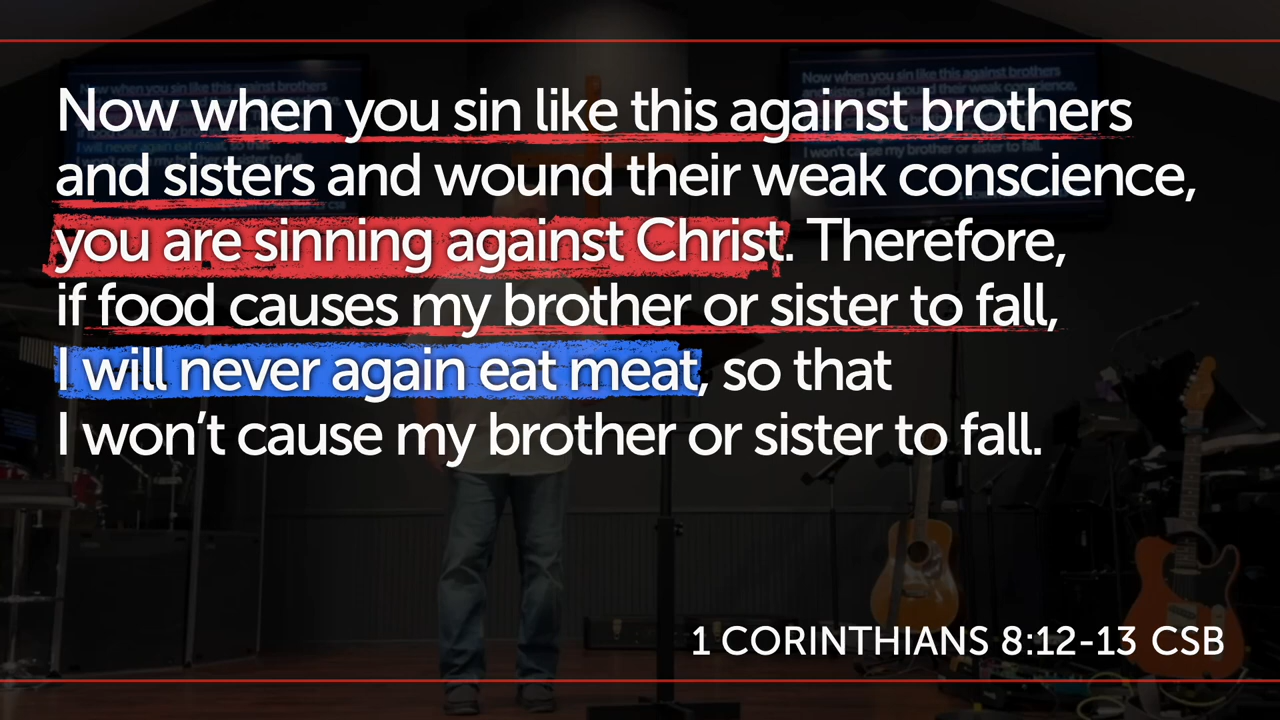 Now when you sin like this against brothers
and sisters and wound their weak conscience,
you are sinning against Christ. Therefore,
if food causes my brother or sister to fall,
I will never again eat meat, so that
I won't cause my brother or sister to fall.
1 CORINTHIANS 8:12-13 CSB